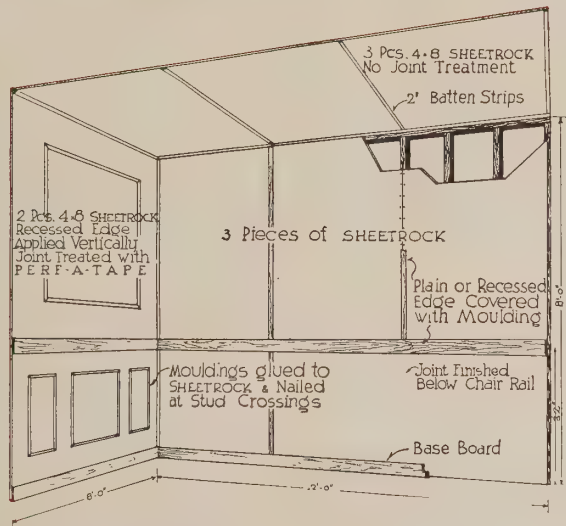 3 Pcs. 4×8 SHEETROCK
No Joint Treatment
2" Batten Strips
2 Pcs. 4×8 SHEETROCK
Recessed Edge
Applied Vertically
Joint Treated with
PERF-A-TAPE
3 Pieces of SHEETROCK
Plain or Recessed
Edge Covered
with Moulding
8'-0"
Mouldings glued to
SHEETROCK & Nailed
at Stud Crossings
Joint Finished
Below Chair Rail
Base Board
8'-0"